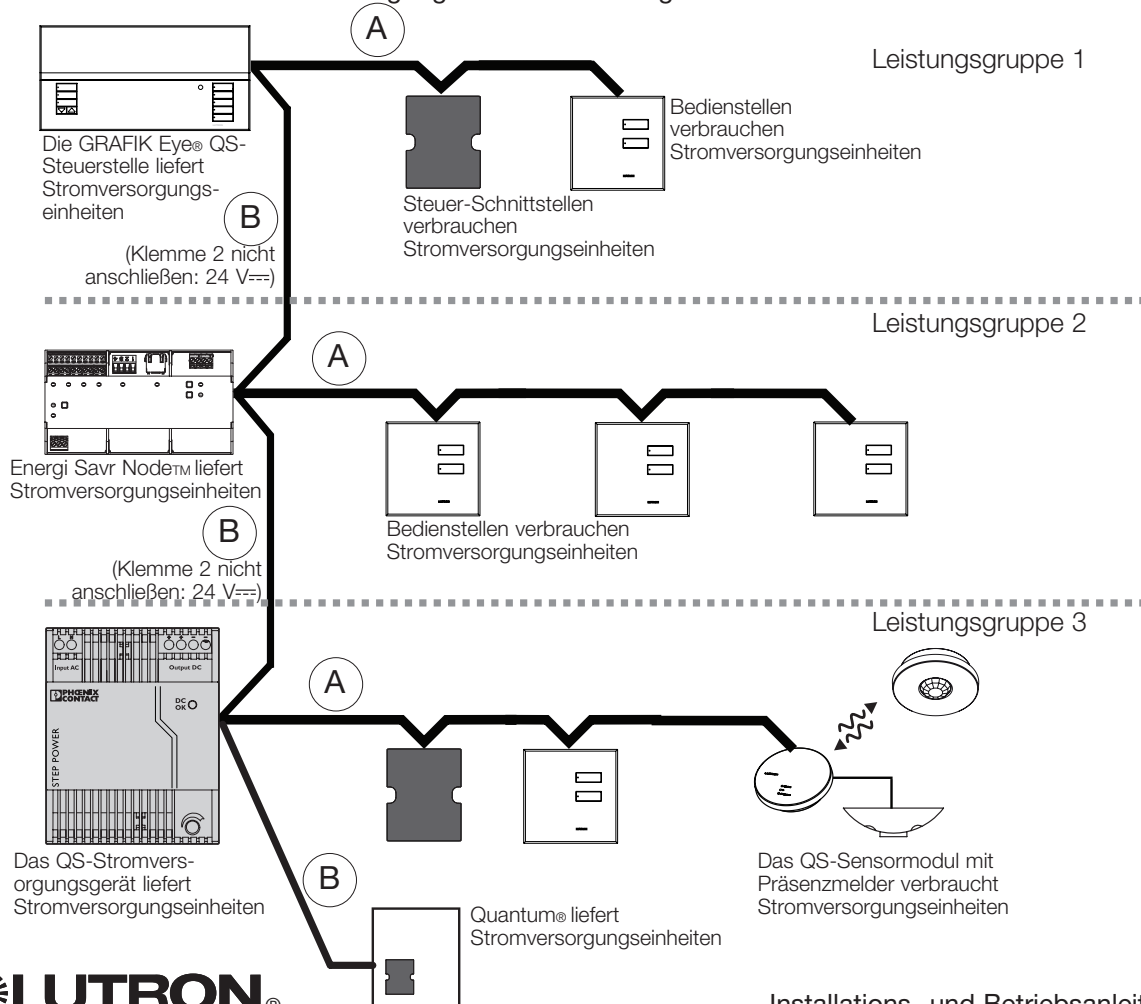 A
Leistungsgruppe 1
Die GRAFIK Eye® QS-
Steuerstelle liefert
Stromversorgungs-
einheiten
Bedienstellen
verbrauchen
Stromversorgungseinheiten
Steuer-Schnittstellen
verbrauchen
Stromversorgungseinheiten
B
(Klemme 2 nicht
anschließen: 24 V⎓)
Leistungsgruppe 2
A
Energi Savr Node™ liefert
Stromversorgungseinheiten
Bedienstellen verbrauchen
Stromversorgungseinheiten
B
(Klemme 2 nicht
anschließen: 24 V⎓)
Leistungsgruppe 3
A
Input AC
Output DC
PHŒNIX
CONTACT
DC
OK
STEP POWER
Das QS-Stromvers-
orgungsgerät liefert
Stromversorgungseinheiten
B
Quantum® liefert
Stromversorgungseinheiten
Das QS-Sensormodul mit
Präsenzmelder verbraucht
Stromversorgungseinheiten
LUTRON®
Installations- und